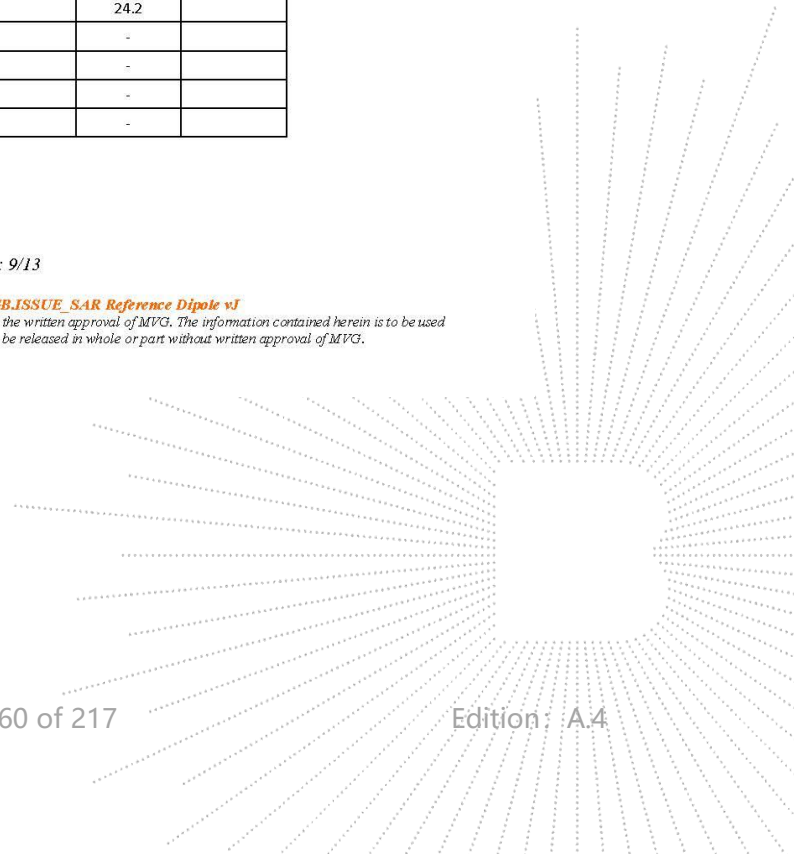 24.2
-
-
-
-
: 9/13
B.ISSUE_SAR Reference Dipole vJ
the written approval of MVG. The information contained herein is to be used
be released in whole or part without written approval of MVG.
60 of 217
Edition: A.4